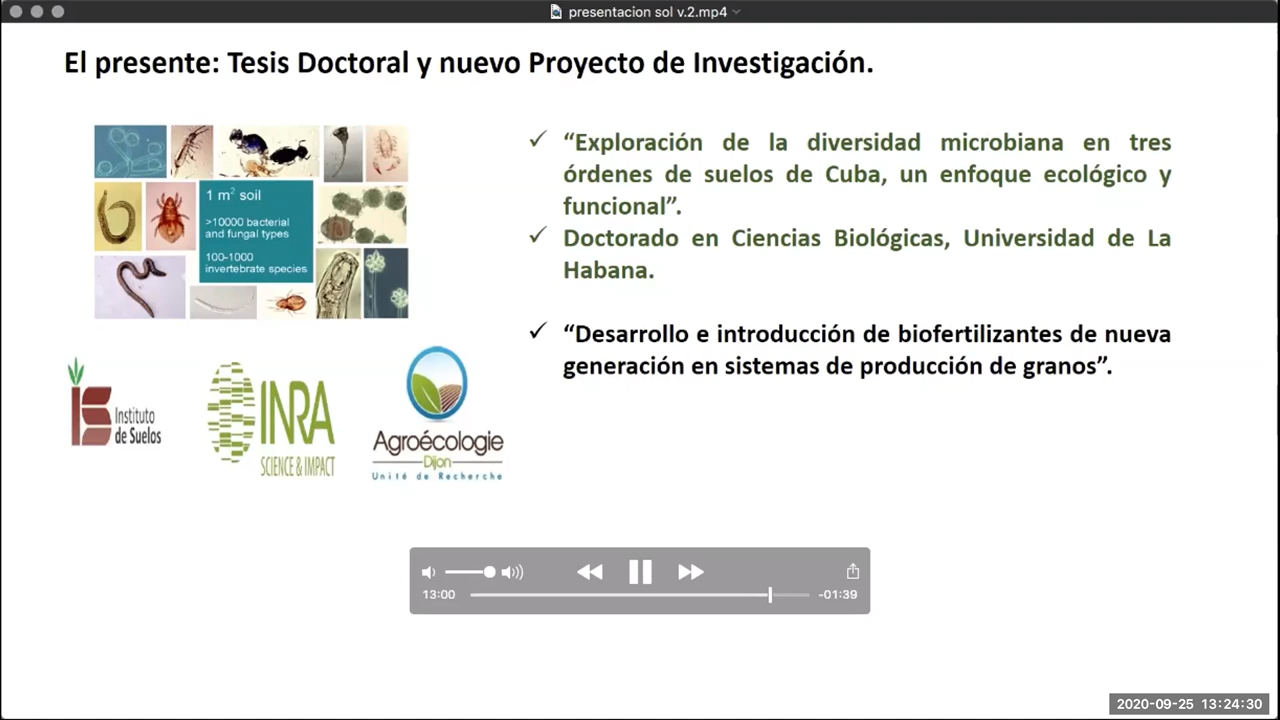 presentacion sol v.2.mp4
El presente: Tesis Doctoral y nuevo Proyecto de Investigación.
1 m² soil
>10000 bacterial
and fungal types
100-1000
invertebrate species
“Exploración de la diversidad microbiana en tres
órdenes de suelos de Cuba, un enfoque ecológico y
funcional”.
Doctorado en Ciencias Biológicas, Universidad de La
Habana.
“Desarrollo e introducción de biofertilizantes de nueva
generación en sistemas de producción de granos”.
IS
Instituto
de Suelos
INRA
SCIENCE & IMPACT
Agroécologie
Dijon
Unité de Recherche
13:00
-01:39
2020-09-25 13:24:30